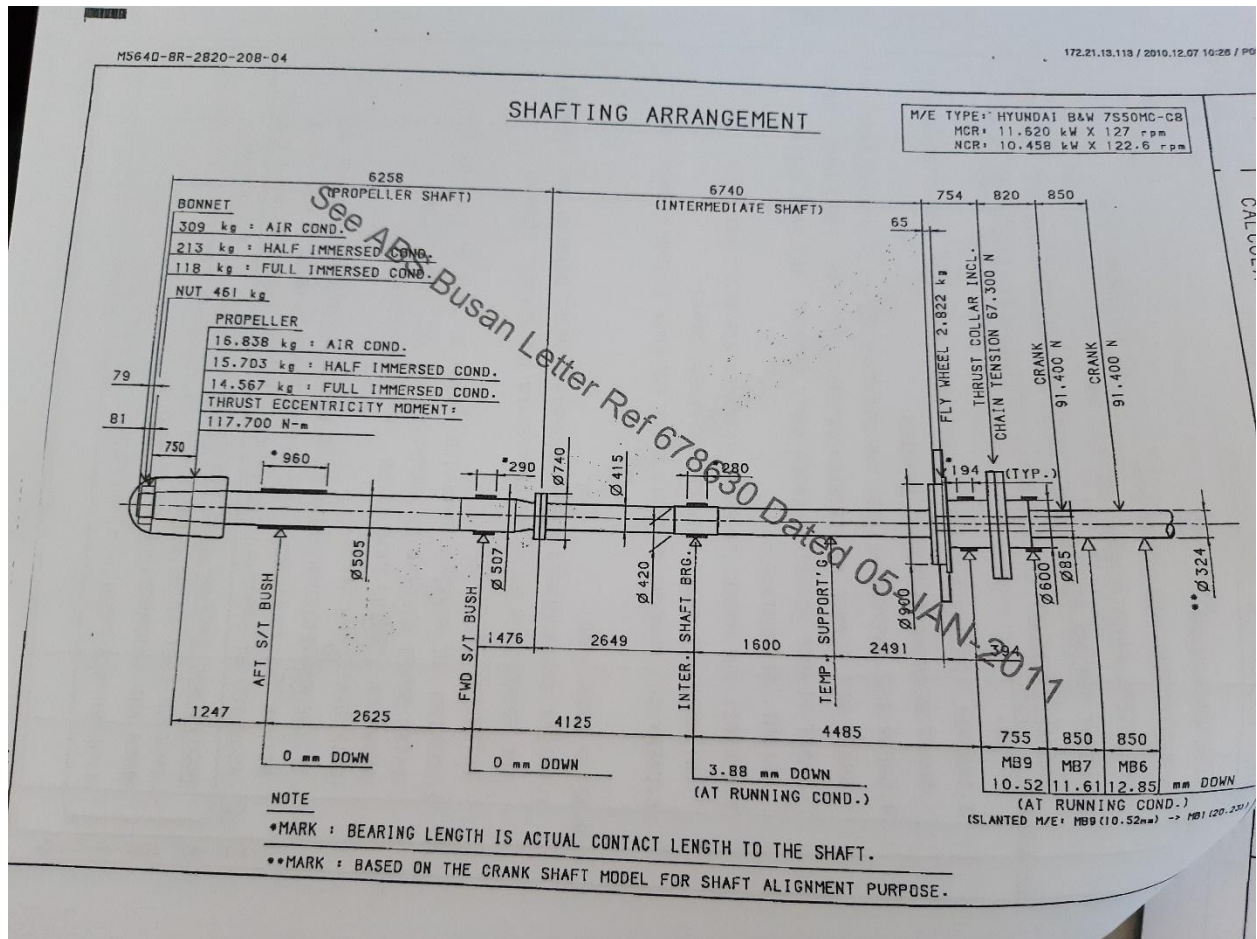 M5640-8R-2820-208-04
172.21.13.113 / 2010.12.07 10:26 /
SHAFTING ARRANGEMENT
M/E TYPE: HYUNDAI B&W 7S50MC-C8
MCR: 11.620 kW X 127 rpm
NCR: 10.458 kW X 122.6 rpm
6258
(PROPELLER SHAFT)
6740
(INTERMEDIATE SHAFT)
754
820
850
65
BONNET
309 kg : AIR COND.
213 kg : HALF IMMERSED COND.
118 kg : FULL IMMERSED COND.
NUT 461 kg
PROPELLER
16.838 kg : AIR COND.
15.703 kg : HALF IMMERSED COND.
14.567 kg : FULL IMMERSED COND.
THRUST ECCENTRICITY MOMENT:
117.700 N-m
79
81
750
*960
*290
Ø740
Ø415
*280
FLY WHEEL 2.822 kg
THRUST COLLAR INCL.
CHAIN TENSION 67.300 N
CRANK
91.400 N
CRANK
91.400 N
*194
(TYP.)
See ABS Busan Letter Ref 678630 Dated 05-JAN-2011
Ø505
Ø507
Ø420
Ø900
Ø600
Ø85
**Ø324
AFT S/T BUSH
FWD S/T BUSH
INTER. SHAFT BRG.
TEMP. SUPPORT'G
1476
2649
1600
2491
394
1247
2625
4125
4485
755
850
850
MB9
MB7
MB6
10.52
11.61
12.85
mm DOWN
0 mm DOWN
0 mm DOWN
3.88 mm DOWN
(AT RUNNING COND.)
(AT RUNNING COND.)
(SLANTED M/E: MB9(10.52mm) -> MB1
NOTE
*MARK : BEARING LENGTH IS ACTUAL CONTACT LENGTH TO THE SHAFT.
**MARK : BASED ON THE CRANK SHAFT MODEL FOR SHAFT ALIGNMENT PURPOSE.